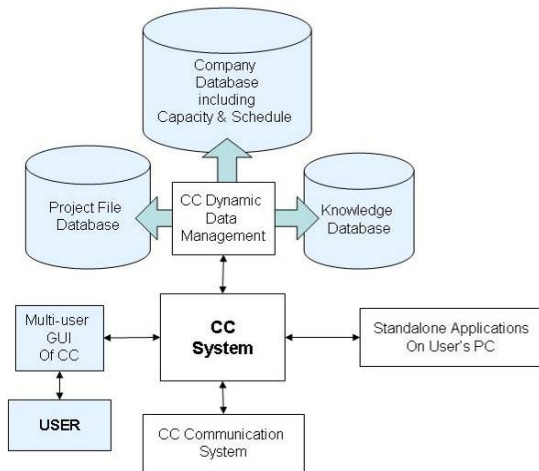 Company
Database
including
Capacity & Schedule
Project File
Database
CC Dynamic
Data
Management
Knowledge
Database
Multi-user
GUI
Of CC
CC
System
Standalone Applications
On User's PC
USER
CC Communication
System